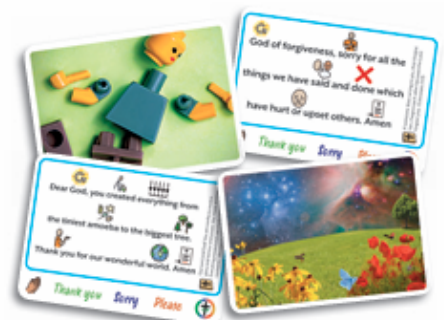 God of forgiveness, sorry for all the
things we have said and done which
have hurt or upset others. Amen
Thank you Sorry
Dear God, you created everything from
the tiniest amoeba to the biggest tree.
Thank you for our wonderful world. Amen
Thank you Sorry Please